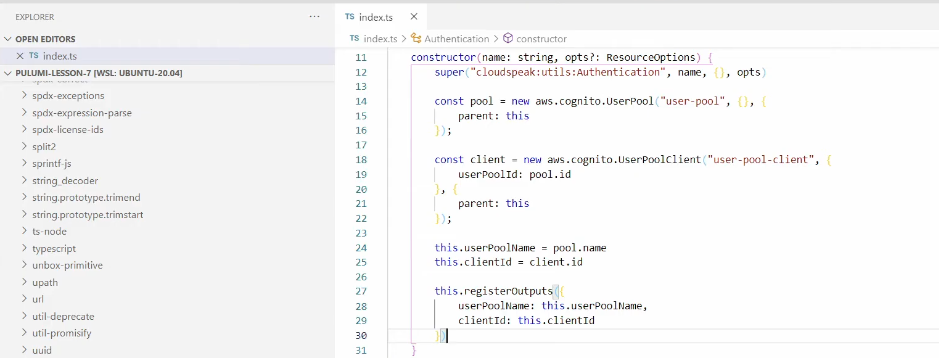 EXPLORER
OPEN EDITORS
TS index.ts
PULUMI-LESSON-7 [WSL: UBUNTU-20.04]
spdx-exceptions
spdx-expression-parse
spdx-license-ids
split2
sprintf-js
string_decoder
string.prototype.trimend
string.prototype.trimstart
ts-node
typescript
unbox-primitive
upath
url
util-deprecate
util-promisify
uuid
TS index.ts
TS index.ts > Authentication > constructor
11 constructor(name: string, opts?: ResourceOptions) {
12 super("cloudspeak:utils:Authentication", name, {}, opts)
13
14 const pool = new aws.cognito.UserPool("user-pool", {}, {
15 parent: this
16 });
17
18 const client = new aws.cognito.UserPoolClient("user-pool-client", {
19 userPoolId: pool.id
20 }, {
21 parent: this
22 });
23
24 this.userPoolName = pool.name
25 this.clientId = client.id
26
27 this.registerOutputs({
28 userPoolName: this.userPoolName,
29 clientId: this.clientId
30 })
31 }